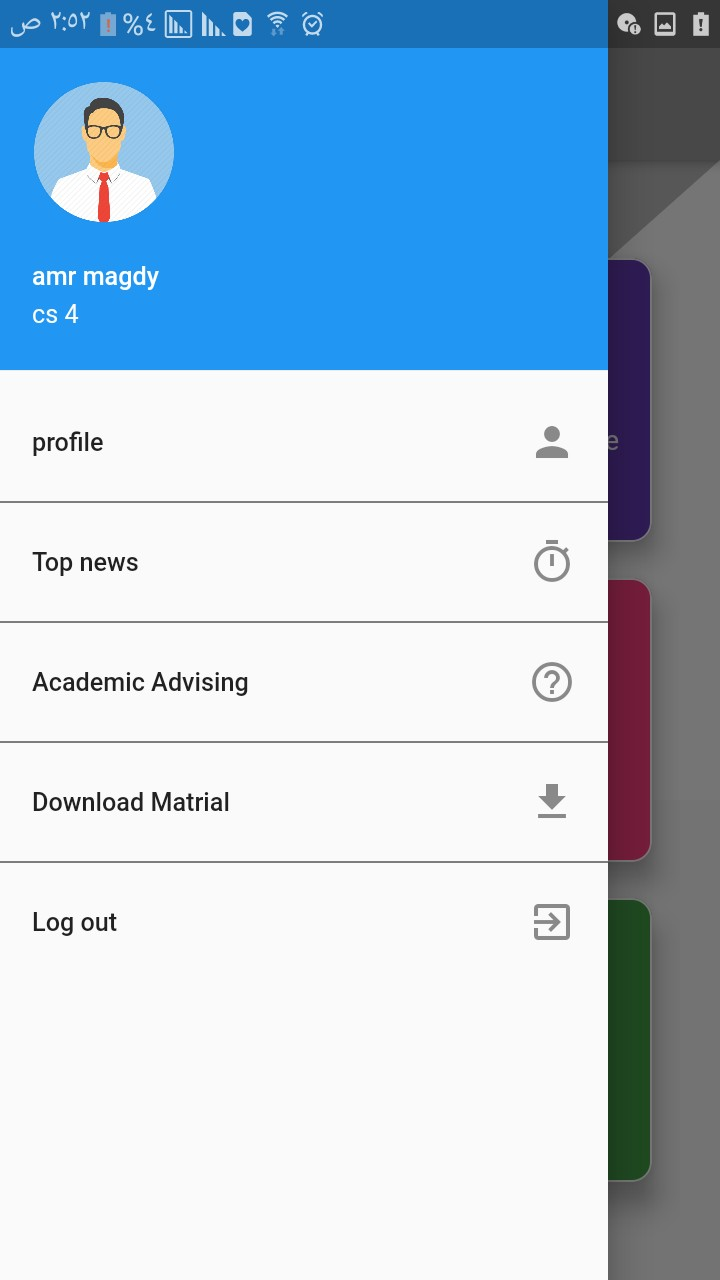 ص ٢:٥٢ %٤
amr magdy
cs 4
profile
e
Top news
Academic Advising
Download Matrial
Log out